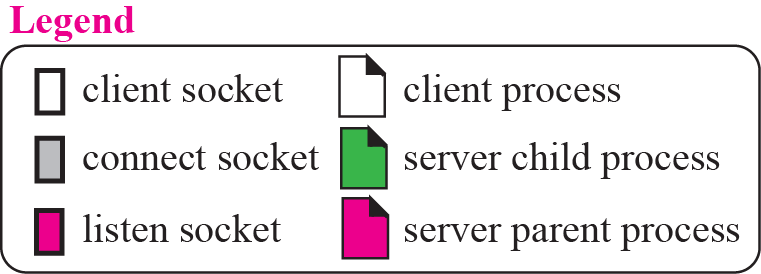 Legend
client socket client process
connect socket server child process
listen socket server parent process